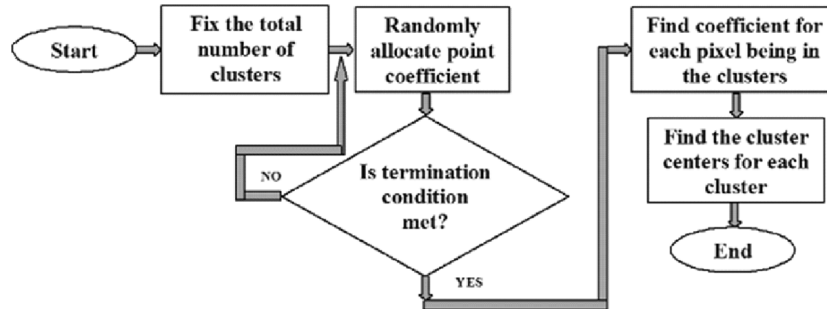 Start
Fix the total
number of
clusters
Randomly
allocate point
coefficient
Is termination
condition
met?
NO
YES
Find coefficient for
each pixel being in
the clusters
Find the cluster
centers for each
cluster
End